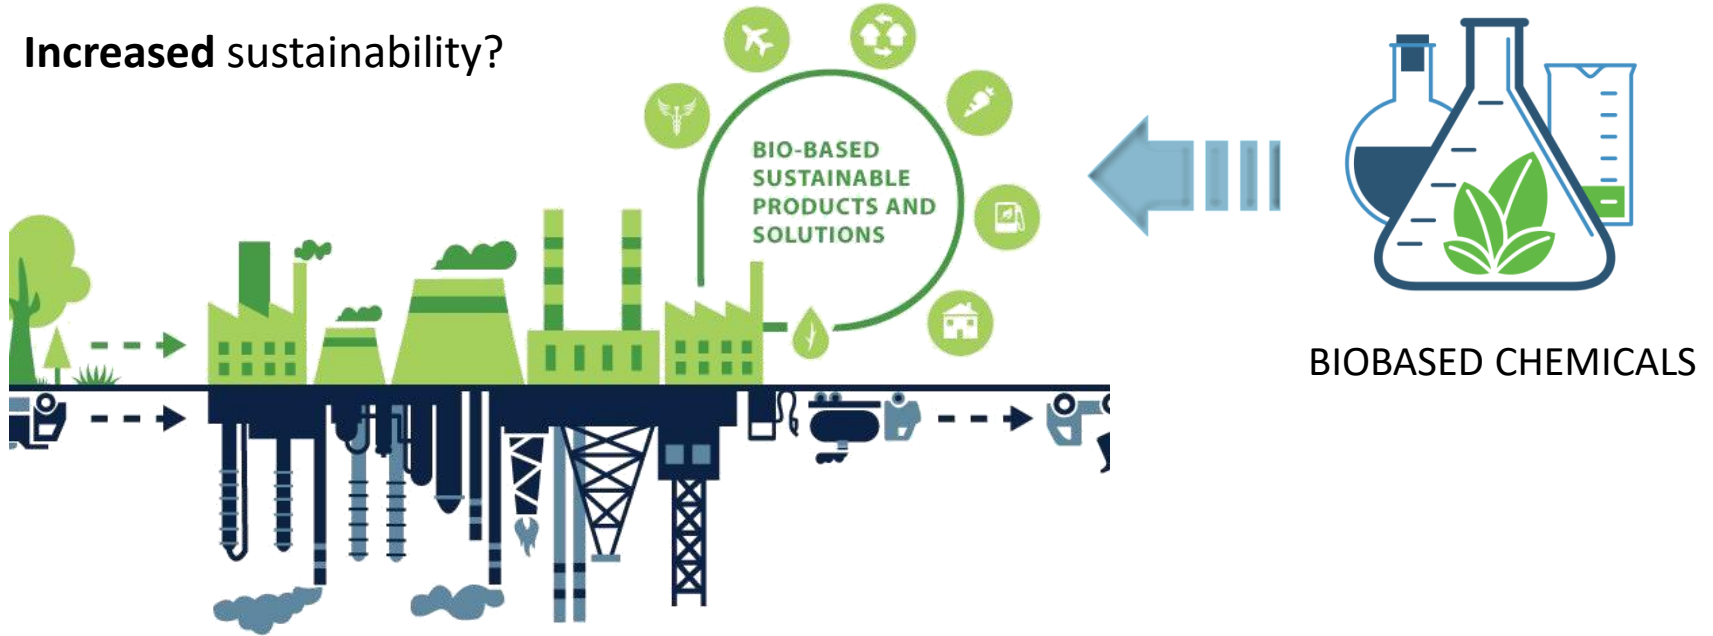 Increased sustainability?
BIO-BASED
SUSTAINABLE
PRODUCTS AND
SOLUTIONS
BIOBASED CHEMICALS